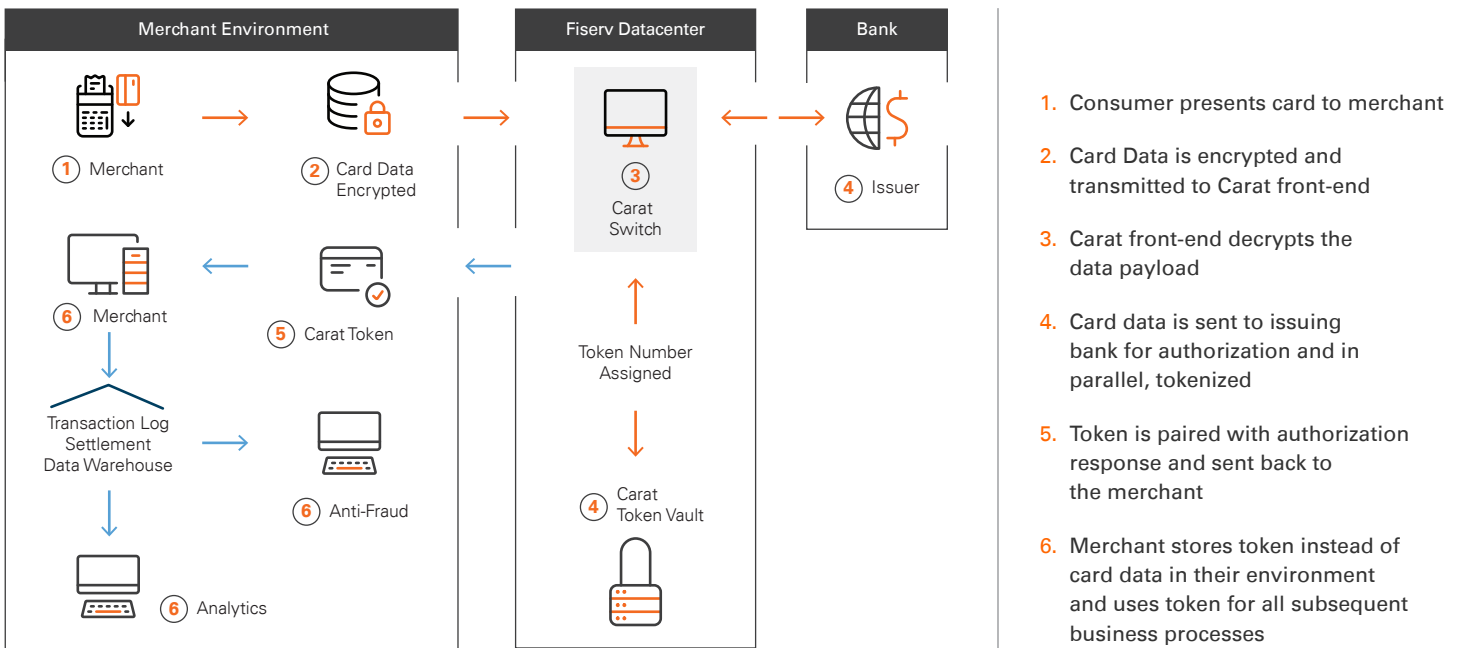 Merchant Environment
Fiserv Datacenter
Bank
1 Merchant
2 Card Data
Encrypted
3
Carat
Switch
4 Issuer
6 Merchant
5 Carat Token
Token Number
Assigned
Transaction Log
Settlement
Data Warehouse
6 Anti-Fraud
4 Carat
Token Vault
6 Analytics
1. Consumer presents card to merchant
2. Card Data is encrypted and
transmitted to Carat front-end
3. Carat front-end decrypts the
data payload
4. Card data is sent to issuing
bank for authorization and in
parallel, tokenized
5. Token is paired with authorization
response and sent back to
the merchant
6. Merchant stores token instead of
card data in their environment
and uses token for all subsequent
business processes